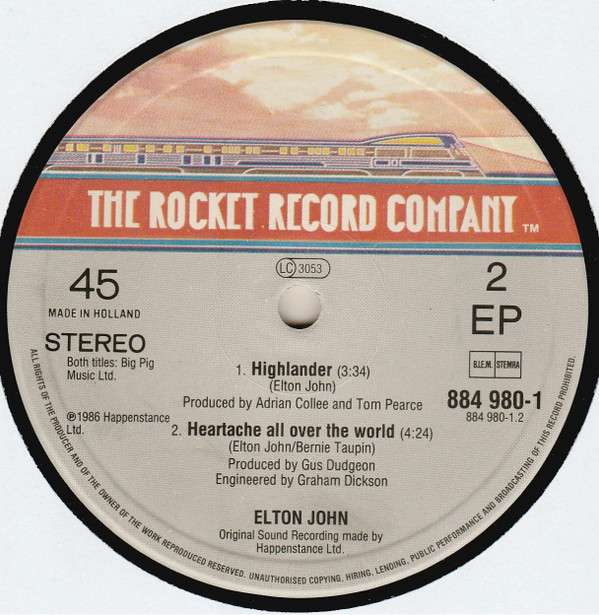 THE ROCKET RECORD COMPANY TM
LC 3053
45
MADE IN HOLLAND
STEREO
Both titles: Big Pig
Music Ltd.
℗1986 Happenstance
Ltd.
2
EP
B.I.E.M. STEMRA
884 980-1
884 980-1.2
1. Highlander (3:34)
(Elton John)
Produced by Adrian Collee and Tom Pearce
2. Heartache all over the world (4:24)
(Elton John/Bernie Taupin)
Produced by Gus Dudgeon
Engineered by Graham Dickson
ELTON JOHN
Original Sound Recording made by
Happenstance Ltd.
ALL RIGHTS OF THE PRODUCER AND OF THE OWNER OF THE WORK REPRODUCED RESERVED. UNAUTHORISED COPYING, HIRING, LENDING, PUBLIC PERFORMANCE AND BROADCASTING OF THIS RECORD PROHIBITED.